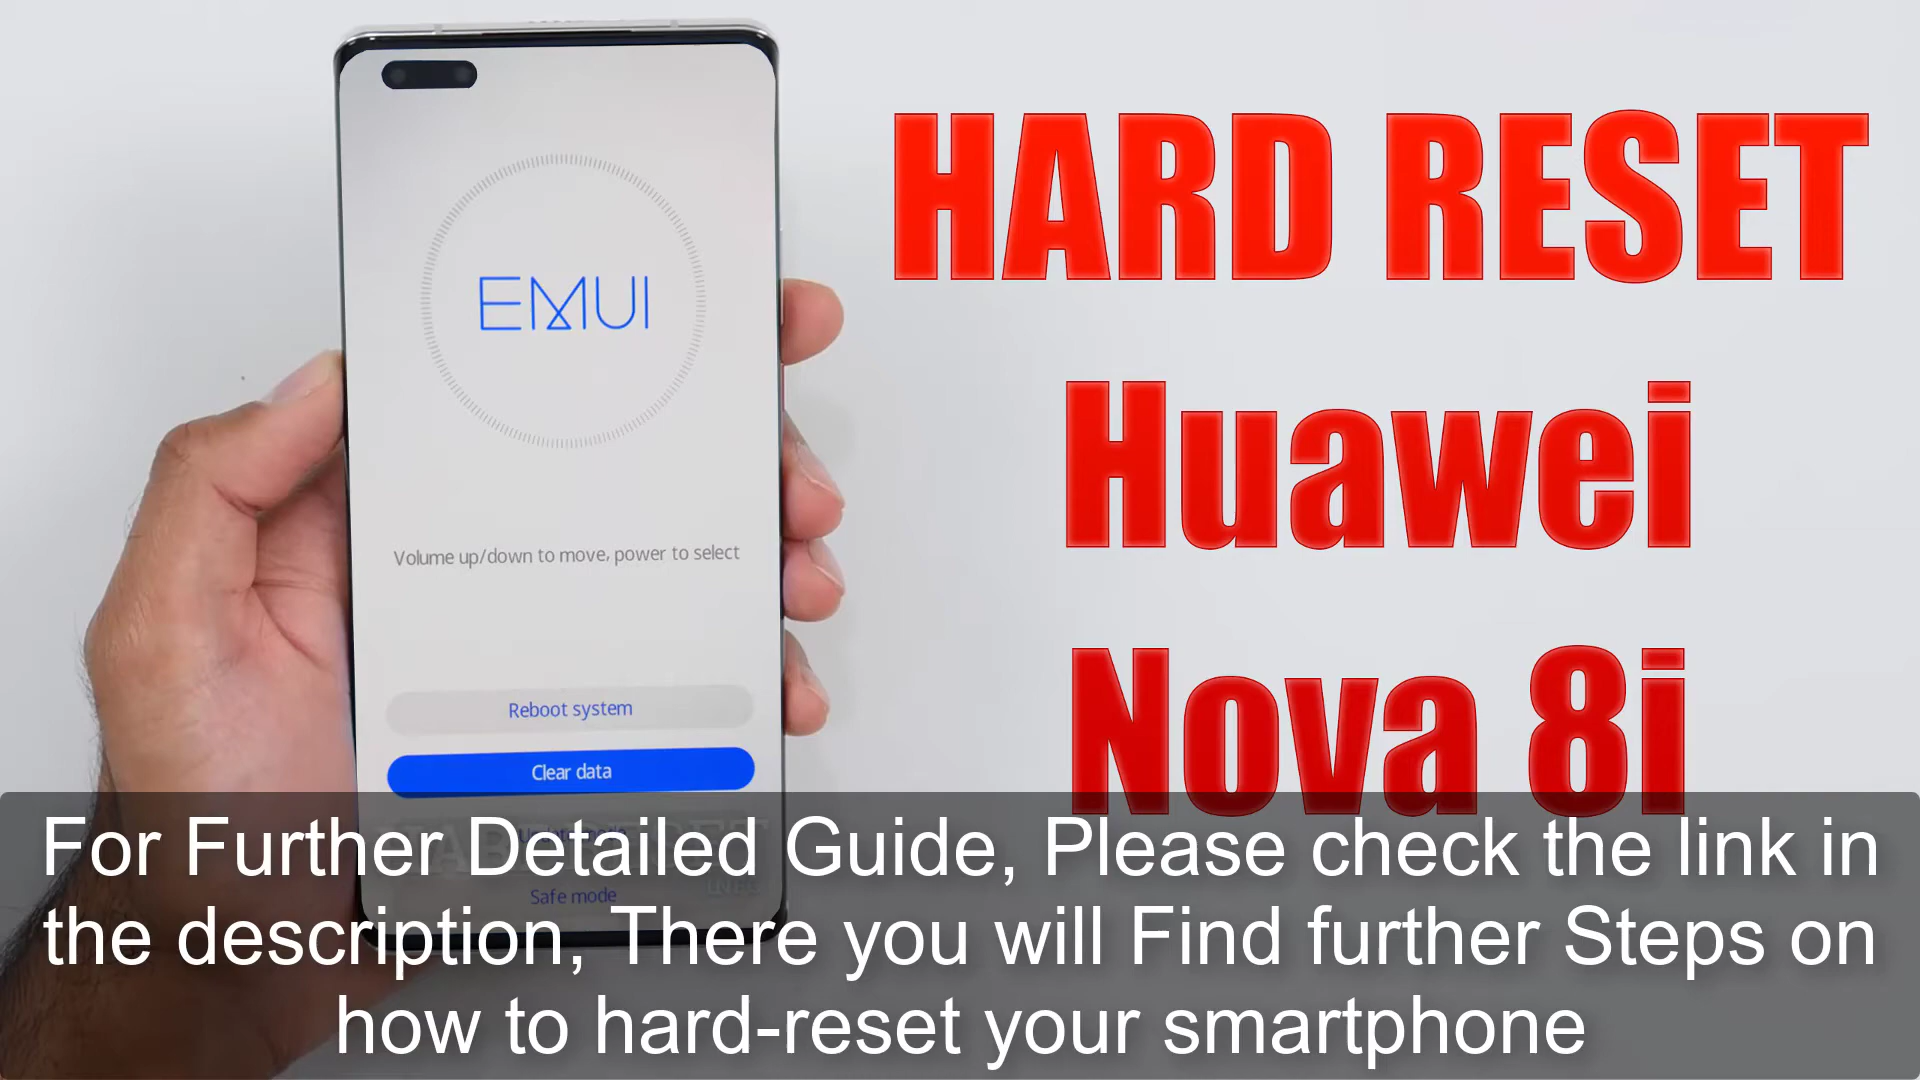 HARD RESET
Huawei
Nova 8i
EMUI
Volume up/down to move, power to select
Reboot system
Clear data
Safe mode
For Further Detailed Guide, Please check the link in
the description, There you will Find further Steps on
how to hard-reset your smartphone